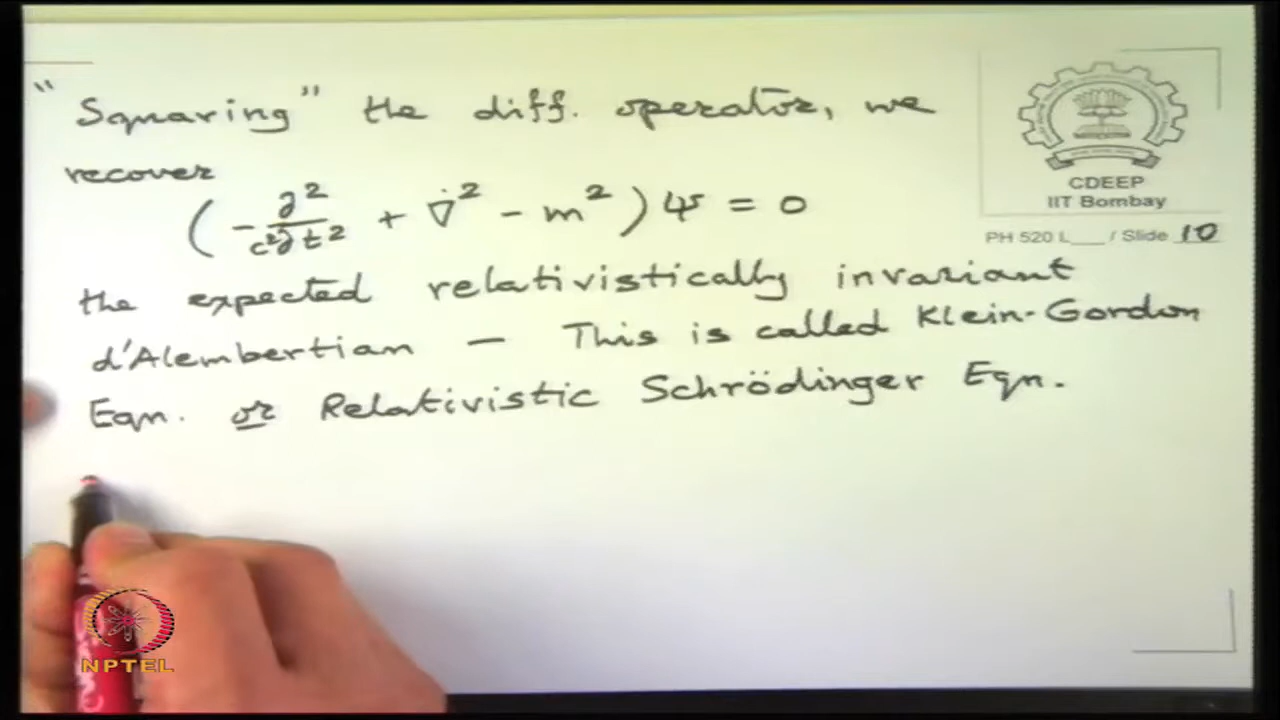 "Squaring" the diff. operator, we
recover
(-∂²/c²∂t² + ∇² - m²)ψ = 0
the expected relativistically invariant
d'Alembertian — This is called Klein-Gordon
Eqn. or Relativistic Schrödinger Eqn.
CDEEP
IIT Bombay
PH 520 L___ / Slide 10
NPTEL